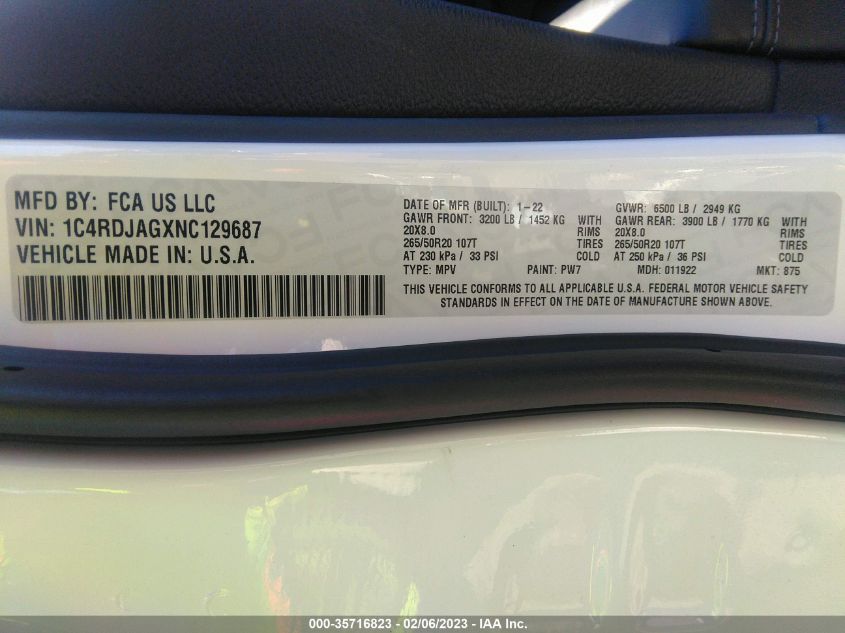 MFD BY: FCA US LLC
VIN: 1C4RDJAGXNC129687
VEHICLE MADE IN: U.S.A.
DATE OF MFR (BUILT): 1-22 GVWR: 6500 LB / 2949 KG
GAWR FRONT: 3200 LB / 1452 KG WITH GAWR REAR: 3900 LB / 1770 KG WITH
20X8.0 RIMS 20X8.0 RIMS
265/50R20 107T TIRES 265/50R20 107T TIRES
AT 230 kPa / 33 PSI COLD AT 250 kPa / 36 PSI COLD
TYPE: MPV PAINT: PW7 MDH: 011922 MKT: 875
THIS VEHICLE CONFORMS TO ALL APPLICABLE U.S.A. FEDERAL MOTOR VEHICLE SAFETY
STANDARDS IN EFFECT ON THE DATE OF MANUFACTURE SHOWN ABOVE.
000-35716823 - 02/06/2023 - © IAA Inc.